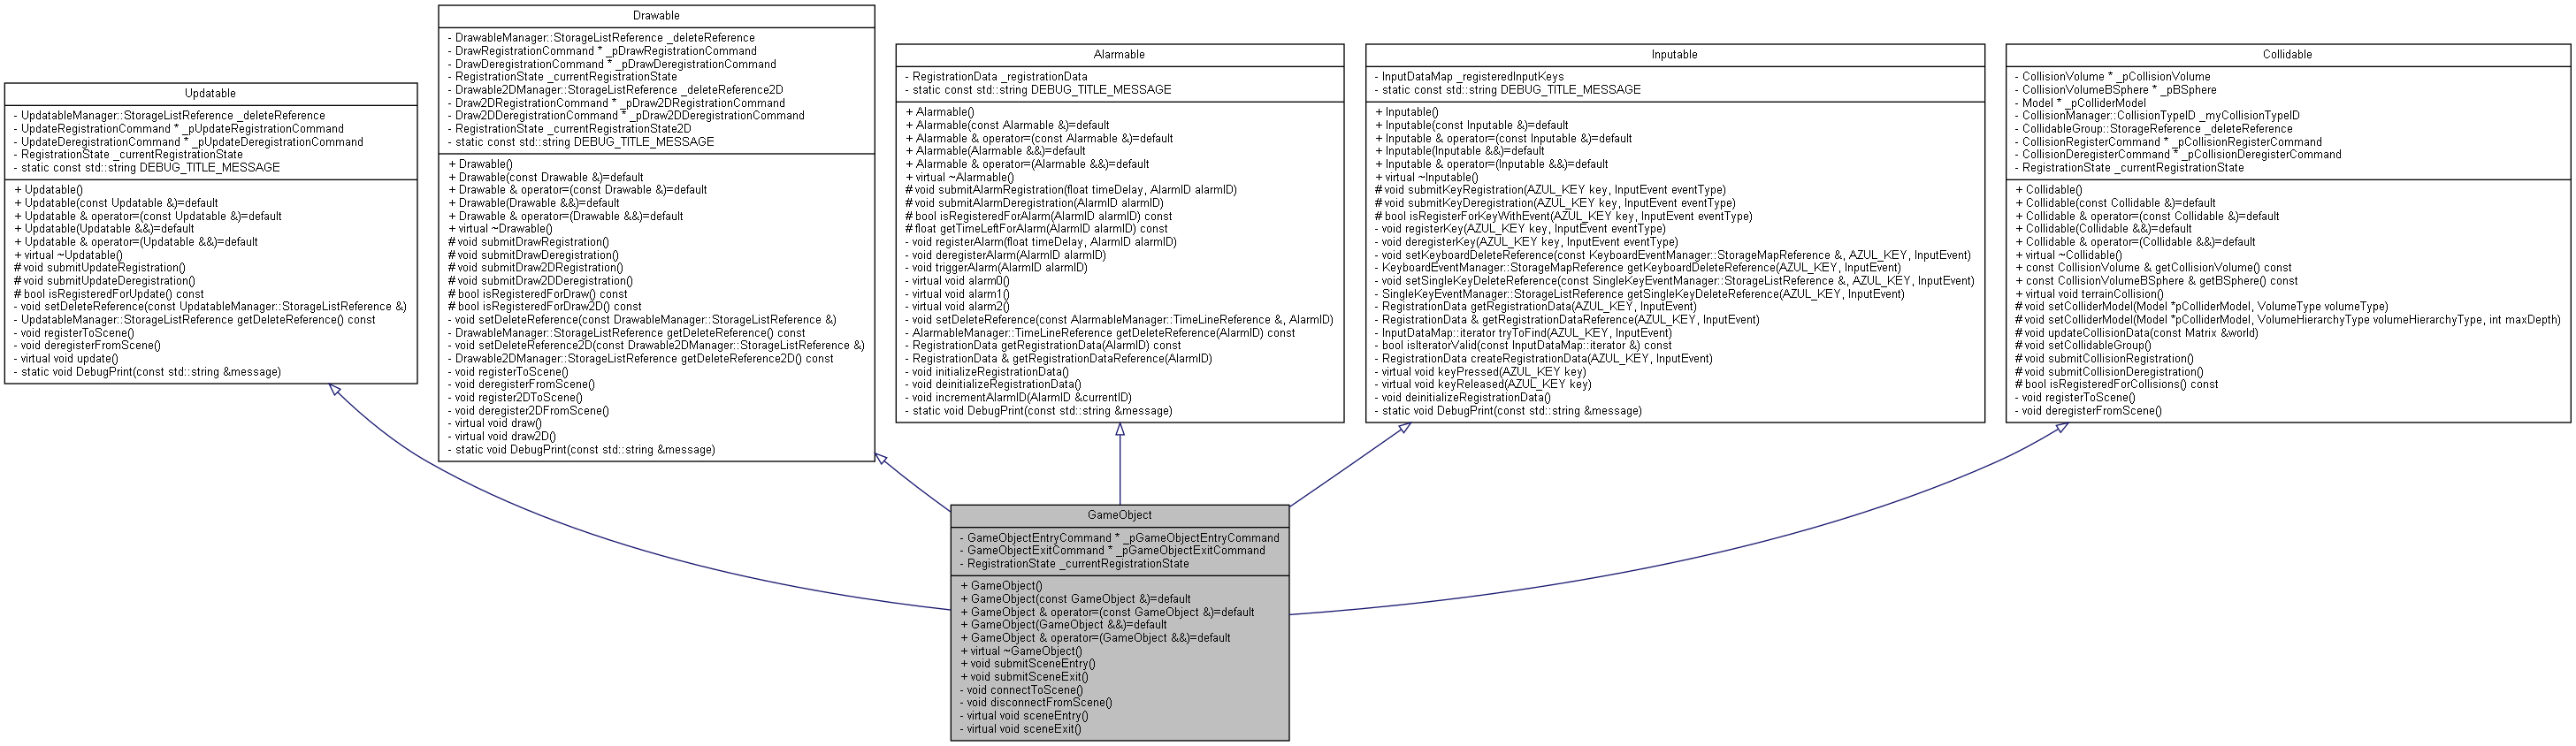 Updatable
- UpdatableManager::StorageListReference _deleteReference
- UpdateRegistrationCommand * _pUpdateRegistrationCommand
- UpdateDeregistrationCommand * _pUpdateDeregistrationCommand
- RegistrationState _currentRegistrationState
- static const std::string DEBUG_TITLE_MESSAGE
+ Updatable()
+ Updatable(const Updatable &)=default
+ Updatable & operator=(const Updatable &)=default
+ Updatable(Updatable &&)=default
+ Updatable & operator=(Updatable &&)=default
+ virtual ~Updatable()
# void submitUpdateRegistration()
# void submitUpdateDeregistration()
# bool isRegisteredForUpdate() const
- void setDeleteReference(const UpdatableManager::StorageListReference &)
- UpdatableManager::StorageListReference getDeleteReference() const
- void registerToScene()
- void deregisterFromScene()
- virtual void update()
- static void DebugPrint(const std::string &message)
Drawable
- DrawableManager::StorageListReference _deleteReference
- DrawRegistrationCommand * _pDrawRegistrationCommand
- DrawDeregistrationCommand * _pDrawDeregistrationCommand
- RegistrationState _currentRegistrationState
- Drawable2DManager::StorageListReference _deleteReference2D
- Draw2DRegistrationCommand * _pDraw2DRegistrationCommand
- Draw2DDeregistrationCommand * _pDraw2DDeregistrationCommand
- RegistrationState _currentRegistrationState2D
- static const std::string DEBUG_TITLE_MESSAGE
+ Drawable()
+ Drawable(const Drawable &)=default
+ Drawable & operator=(const Drawable &)=default
+ Drawable(Drawable &&)=default
+ Drawable & operator=(Drawable &&)=default
+ virtual ~Drawable()
# void submitDrawRegistration()
# void submitDrawDeregistration()
# void submitDraw2DRegistration()
# void submitDraw2DDeregistration()
# bool isRegisteredForDraw() const
# bool isRegisteredForDraw2D() const
- void setDeleteReference(const DrawableManager::StorageListReference &)
- DrawableManager::StorageListReference getDeleteReference() const
- void setDeleteReference2D(const Drawable2DManager::StorageListReference &)
- Drawable2DManager::StorageListReference getDeleteReference2D() const
- void registerToScene()
- void deregisterFromScene()
- void register2DToScene()
- void deregister2DFromScene()
- virtual void draw()
- virtual void draw2D()
- static void DebugPrint(const std::string &message)
Alarmable
- RegistrationData _registrationData
- static const std::string DEBUG_TITLE_MESSAGE
+ Alarmable()
+ Alarmable(const Alarmable &)=default
+ Alarmable & operator=(const Alarmable &)=default
+ Alarmable(Alarmable &&)=default
+ Alarmable & operator=(Alarmable &&)=default
+ virtual ~Alarmable()
# void submitAlarmRegistration(float timeDelay, AlarmID alarmID)
# void submitAlarmDeregistration(AlarmID alarmID)
# bool isRegisteredForAlarm(AlarmID alarmID) const
# float getTimeLeftForAlarm(AlarmID alarmID) const
- void registerAlarm(float timeDelay, AlarmID alarmID)
- void deregisterAlarm(AlarmID alarmID)
- void triggerAlarm(AlarmID alarmID)
- virtual void alarm0()
- virtual void alarm1()
- virtual void alarm2()
- void setDeleteReference(const AlarmableManager::TimeLineReference &, AlarmID)
- AlarmableManager::TimeLineReference getDeleteReference(AlarmID) const
- RegistrationData getRegistrationData(AlarmID) const
- RegistrationData & getRegistrationDataReference(AlarmID)
- void initializeRegistrationData()
- void deinitializeRegistrationData()
- void incrementAlarmID(AlarmID &currentID)
- static void DebugPrint(const std::string &message)
Inputable
- InputDataMap _registeredInputKeys
- static const std::string DEBUG_TITLE_MESSAGE
+ Inputable()
+ Inputable(const Inputable &)=default
+ Inputable & operator=(const Inputable &)=default
+ Inputable(Inputable &&)=default
+ Inputable & operator=(Inputable &&)=default
+ virtual ~Inputable()
# void submitKeyRegistration(AZUL_KEY key, InputEvent eventType)
# void submitKeyDeregistration(AZUL_KEY key, InputEvent eventType)
# bool isRegisterForKeyWithEvent(AZUL_KEY key, InputEvent eventType)
- void registerKey(AZUL_KEY key, InputEvent eventType)
- void deregisterKey(AZUL_KEY key, InputEvent eventType)
- void setKeyboardDeleteReference(const KeyboardEventManager::StorageMapReference &, AZUL_KEY, InputEvent)
- KeyboardEventManager::StorageMapReference getKeyboardDeleteReference(AZUL_KEY, InputEvent)
- void setSingleKeyDeleteReference(const SingleKeyEventManager::StorageListReference &, AZUL_KEY, InputEvent)
- SingleKeyEventManager::StorageListReference getSingleKeyDeleteReference(AZUL_KEY, InputEvent)
- RegistrationData getRegistrationData(AZUL_KEY, InputEvent)
- RegistrationData & getRegistrationDataReference(AZUL_KEY, InputEvent)
- InputDataMap::iterator tryToFind(AZUL_KEY, InputEvent)
- bool isIteratorValid(const InputDataMap::iterator &) const
- RegistrationData createRegistrationData(AZUL_KEY, InputEvent)
- virtual void keyPressed(AZUL_KEY key)
- virtual void keyReleased(AZUL_KEY key)
- void deinitializeRegistrationData()
- static void DebugPrint(const std::string &message)
Collidable
- CollisionVolume * _pCollisionVolume
- CollisionVolumeBSphere * _pBSphere
- Model * _pColliderModel
- CollisionManager::CollisionTypeID _myCollisionTypeID
- CollidableGroup::StorageReference _deleteReference
- CollisionRegisterCommand * _pCollisionRegisterCommand
- CollisionDeregisterCommand * _pCollisionDeregisterCommand
- RegistrationState _currentRegistrationState
+ Collidable()
+ Collidable(const Collidable &)=default
+ Collidable & operator=(const Collidable &)=default
+ Collidable(Collidable &&)=default
+ Collidable & operator=(Collidable &&)=default
+ virtual ~Collidable()
+ const CollisionVolume & getCollisionVolume() const
+ const CollisionVolumeBSphere & getBSphere() const
+ virtual void terrainCollision()
# void setColliderModel(Model *pColliderModel, VolumeType volumeType)
# void setColliderModel(Model *pColliderModel, VolumeHierarchyType volumeHierarchyType, int maxDepth)
# void updateCollisionData(const Matrix &world)
# void setCollidableGroup()
# void submitCollisionRegistration()
# void submitCollisionDeregistration()
# bool isRegisteredForCollisions() const
- void registerToScene()
- void deregisterFromScene()
GameObject
- GameObjectEntryCommand * _pGameObjectEntryCommand
- GameObjectExitCommand * _pGameObjectExitCommand
- RegistrationState _currentRegistrationState
+ GameObject()
+ GameObject(const GameObject &)=default
+ GameObject & operator=(const GameObject &)=default
+ GameObject(GameObject &&)=default
+ GameObject & operator=(GameObject &&)=default
+ virtual ~GameObject()
+ void submitSceneEntry()
+ void submitSceneExit()
- void connectToScene()
- void disconnectFromScene()
- virtual void sceneEntry()
- virtual void sceneExit()